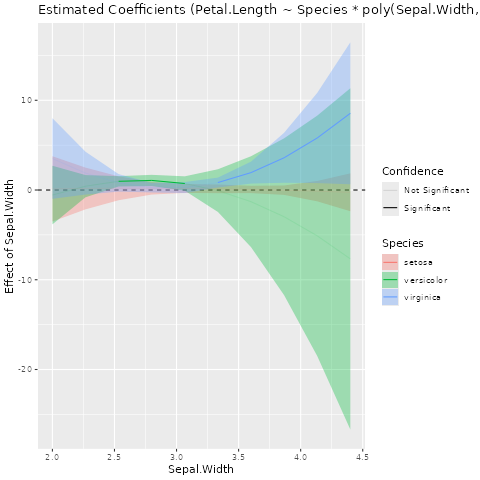 Estimated Coefficients (Petal.Length ~ Species * poly(Sepal.Width,
Effect of Sepal.Width
10
0
-10
-20
2.0 2.5 3.0 3.5 4.0 4.5
Sepal.Width
Confidence
Not Significant
Significant
Species
setosa
versicolor
virginica